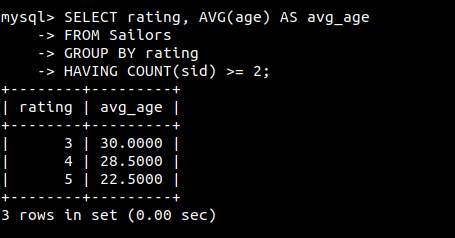 mysql> SELECT rating, AVG(age) AS avg_age
    -> FROM Sailors
    -> GROUP BY rating
    -> HAVING COUNT(sid) >= 2;
+--------+---------+
| rating | avg_age |
+--------+---------+
|      3 | 30.0000 |
|      4 | 28.5000 |
|      5 | 22.5000 |
+--------+---------+
3 rows in set (0.00 sec)